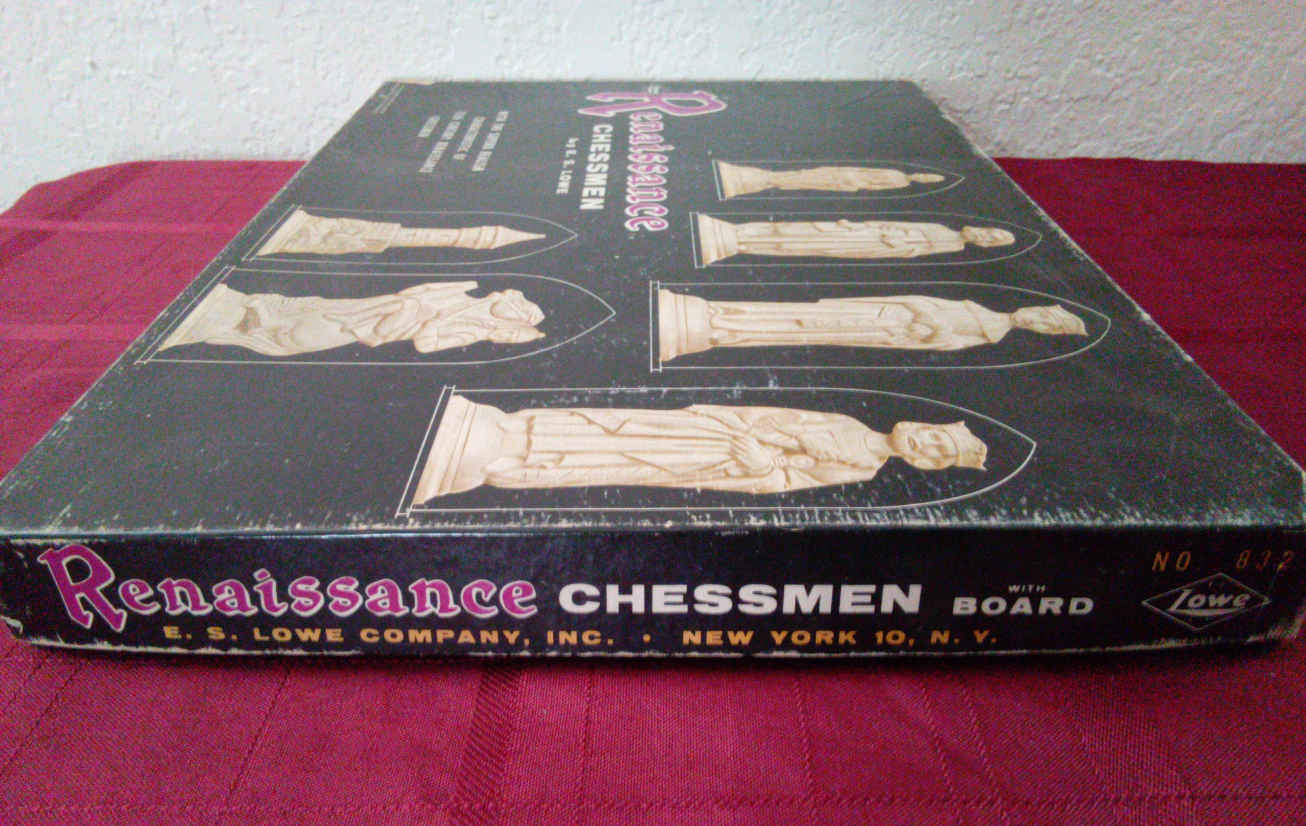 Renaissance
CHESSMEN
By E. S. LOWE
Renaissance CHESSMEN WITH BOARD
E. S. LOWE COMPANY, INC. • NEW YORK 10, N. Y.
NO 832
Lowe